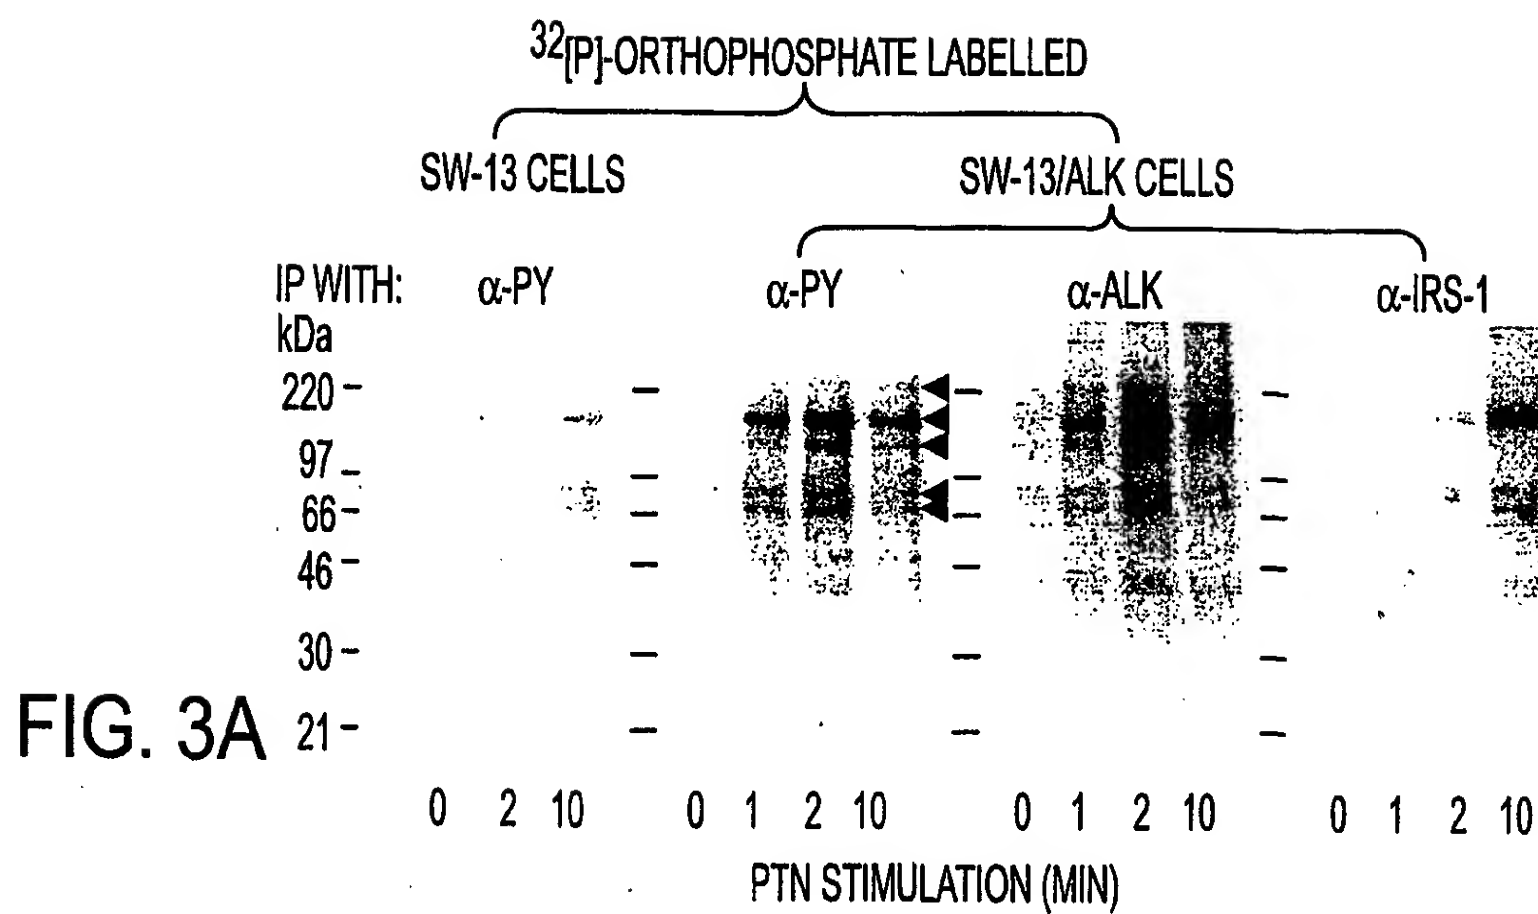 32[P]-ORTHOPHOSPHATE LABELLED
SW-13 CELLS SW-13/ALK CELLS
IP WITH: α-PY α-PY α-ALK α-IRS-1
kDa
220
97
66
46
30
21
FIG. 3A
0 2 10 0 1 2 10 0 1 2 10 0 1 2 10
PTN STIMULATION (MIN)